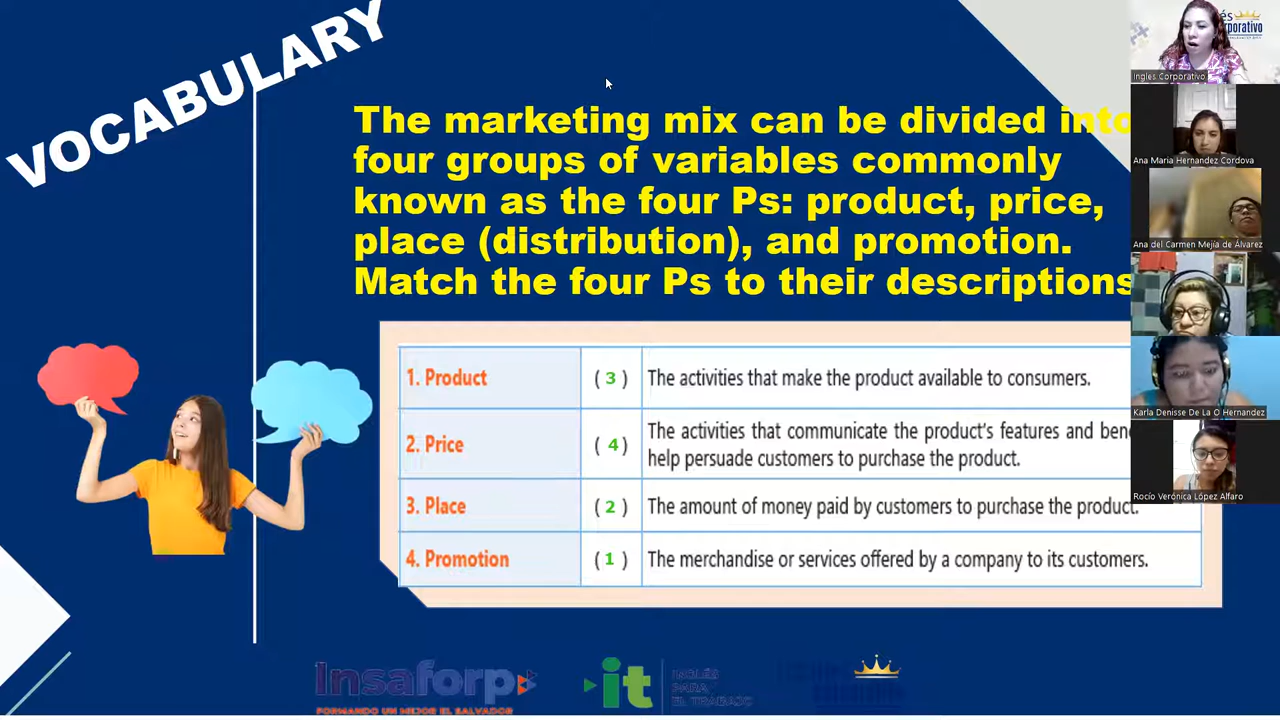 VOCABULARY
The marketing mix can be divided into
four groups of variables commonly
known as the four Ps: product, price,
place (distribution), and promotion.
Match the four Ps to their descriptions
1. Product ( 3 ) The activities that make the product available to consumers.
2. Price ( 4 ) The activities that communicate the product's features and
help persuade customers to purchase the product.
3. Place ( 2 ) The amount of money paid by customers to purchase the product.
4. Promotion ( 1 ) The merchandise or services offered by a company to its customers.
Insaforp
FORMANDO UN MEJOR EL SALVADOR
it
INGLÉS
PARA
EL TRABAJO
Ingles Corporativo
Ana Maria Hernandez Cordova
Ana del Carmen Mejía de Álvarez
Karla Denisse De La O Hernandez
Rocío Verónica López Alfaro